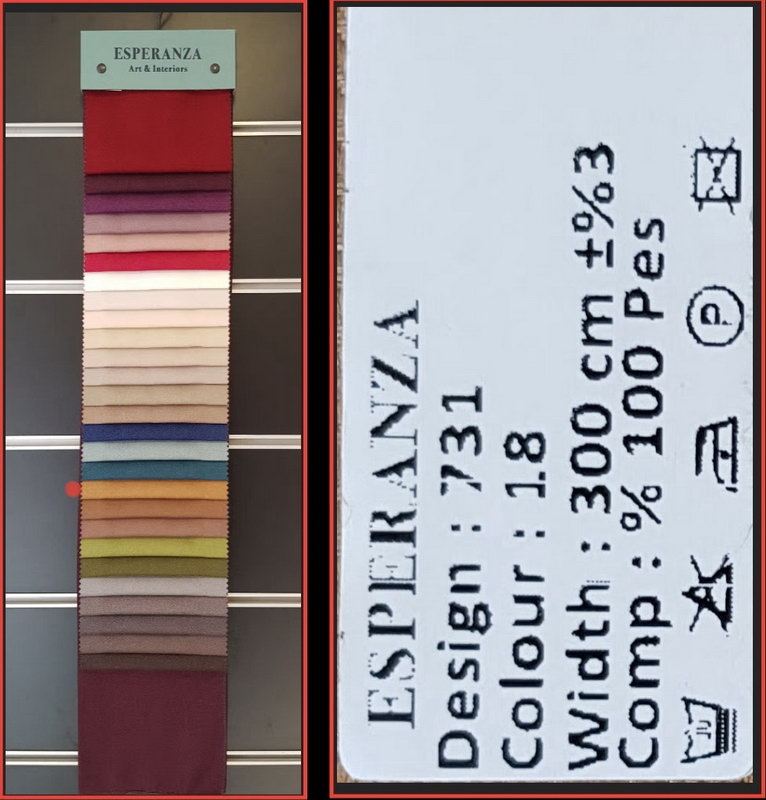 ESPERANZA
Art & Interiors
ESPERANZA
Design : 731
Colour : 18
Width : 300 cm ±%3
Comp : % 100 Pes
P